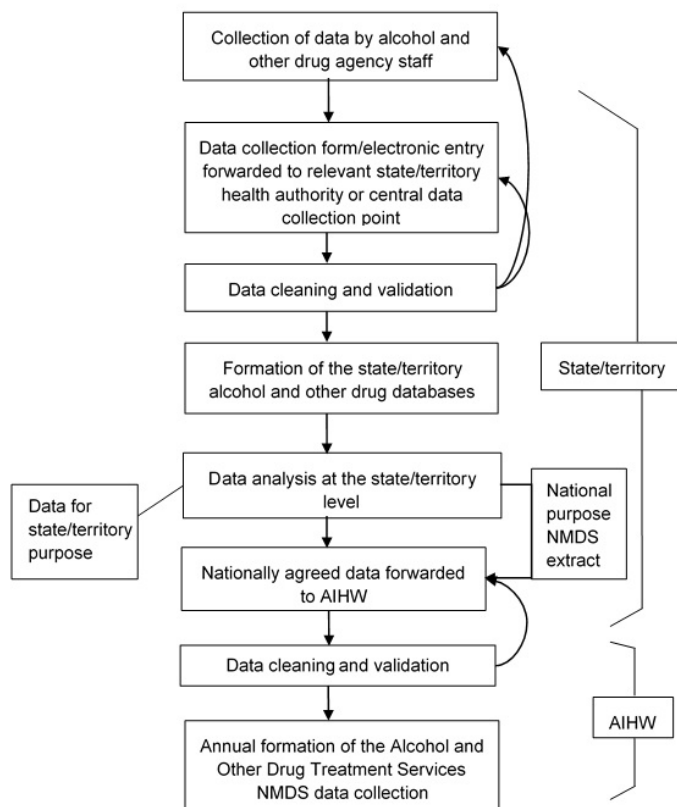 Collection of data by alcohol and
other drug agency staff
Data collection form/electronic entry
forwarded to relevant state/territory
health authority or central data
collection point
Data cleaning and validation
Formation of the state/territory
alcohol and other drug databases
State/territory
Data analysis at the state/territory
level
Data for
state/territory
purpose
National
purpose
NMDS
extract
Nationally agreed data forwarded
to AIHW
Data cleaning and validation
AIHW
Annual formation of the Alcohol and
Other Drug Treatment Services
NMDS data collection